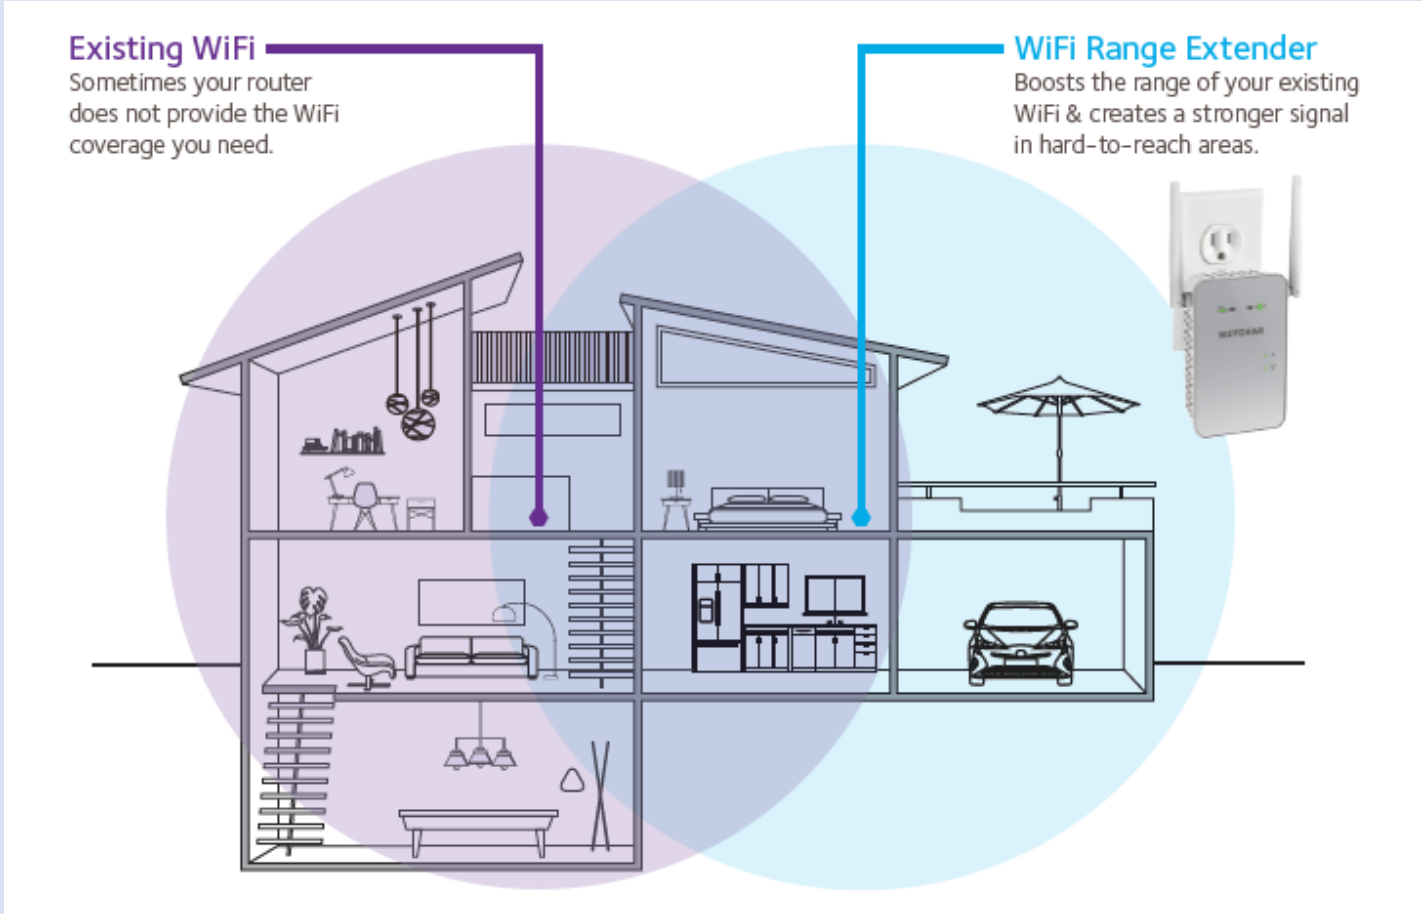 Existing WiFi
Sometimes your router
does not provide the WiFi
coverage you need.
WiFi Range Extender
Boosts the range of your existing
WiFi & creates a stronger signal
in hard-to-reach areas.
NETGEAR